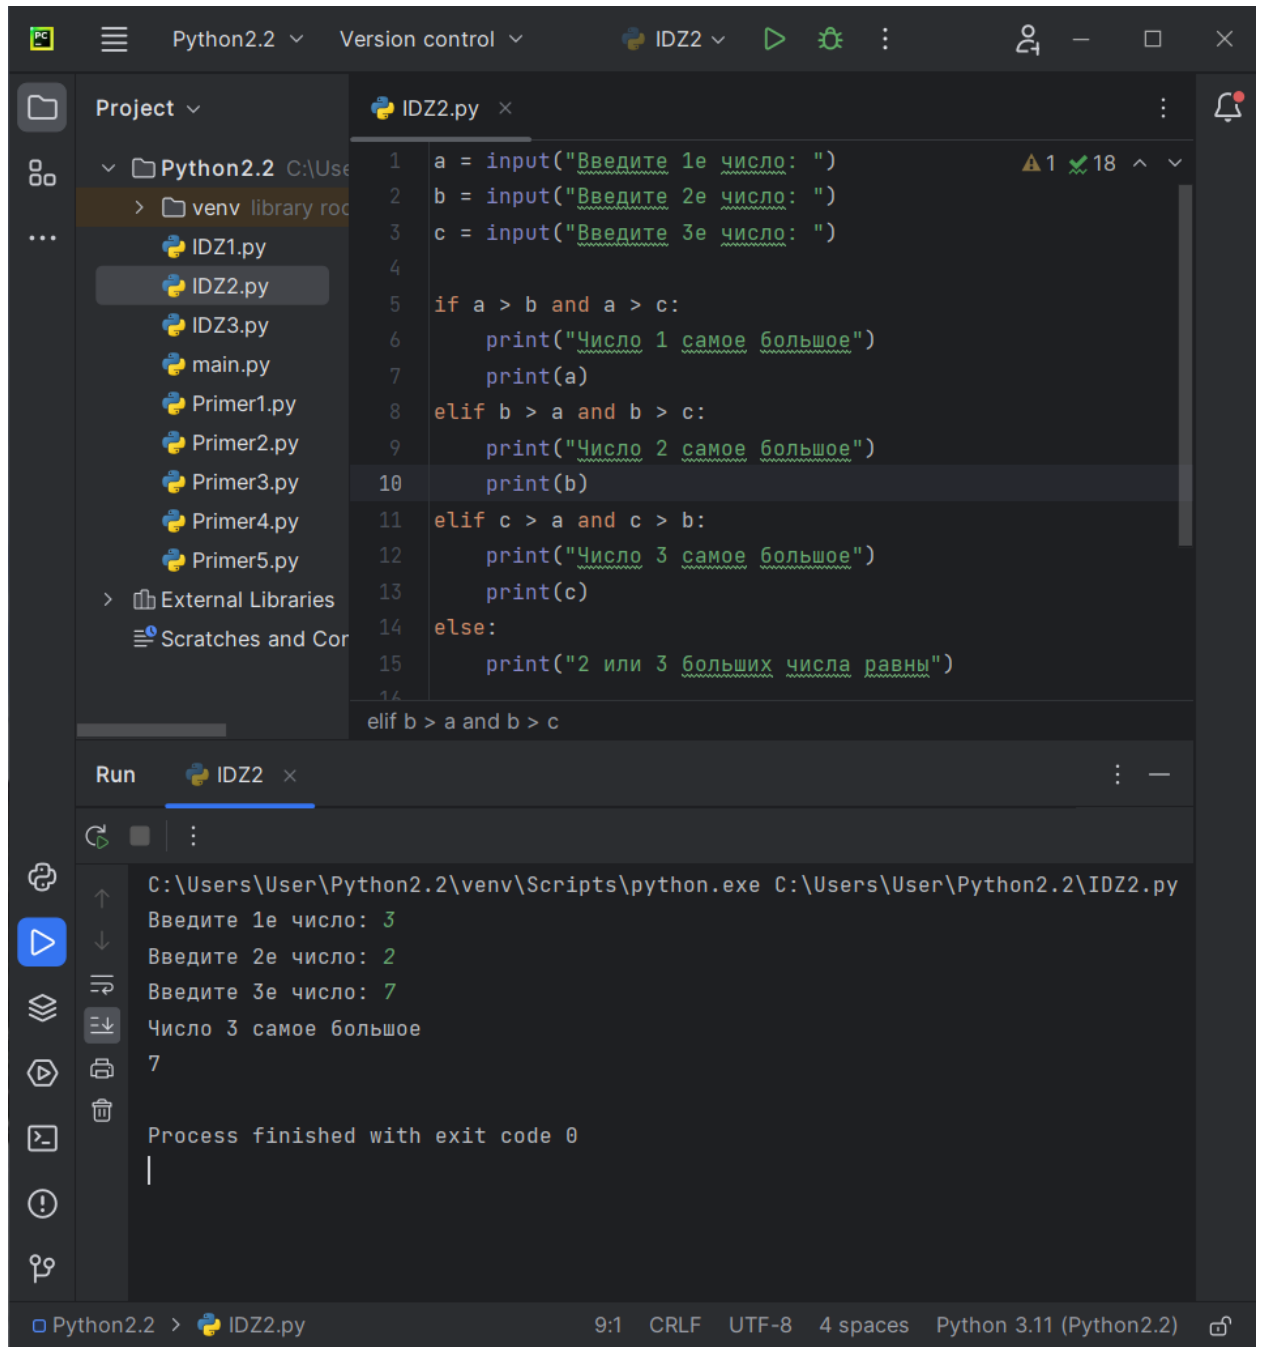 PC Python2.2 Version control IDZ2
Project
IDZ2.py
Python2.2 C:\Use
venv library roo
IDZ1.py
IDZ2.py
IDZ3.py
main.py
Primer1.py
Primer2.py
Primer3.py
Primer4.py
Primer5.py
External Libraries
Scratches and Con
1 a = input("Введите 1е число: ")
2 b = input("Введите 2е число: ")
3 c = input("Введите 3е число: ")
4
5 if a > b and a > c:
6 print("Число 1 самое большое")
7 print(a)
8 elif b > a and b > c:
9 print("Число 2 самое большое")
10 print(b)
11 elif c > a and c > b:
12 print("Число 3 самое большое")
13 print(c)
14 else:
15 print("2 или 3 больших числа равны")
16
1 18
elif b > a and b > c
Run IDZ2
C:\Users\User\Python2.2\venv\Scripts\python.exe C:\Users\User\Python2.2\IDZ2.py
Введите 1е число: 3
Введите 2е число: 2
Введите 3е число: 7
Число 3 самое большое
7
Process finished with exit code 0
Python2.2 > IDZ2.py 9:1 CRLF UTF-8 4 spaces Python 3.11 (Python2.2)